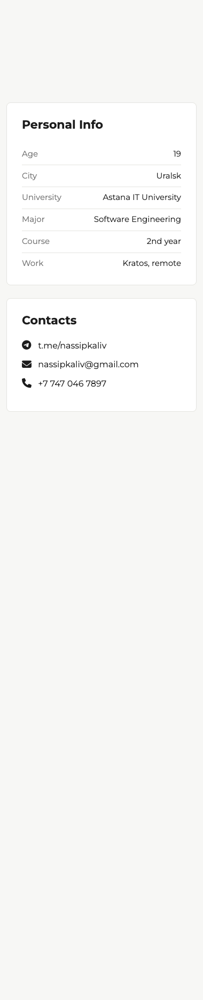 Personal Info
Age 19
City Uralsk
University Astana IT University
Major Software Engineering
Course 2nd year
Work Kratos, remote
Contacts
t.me/nassipkaliv
nassipkaliv@gmail.com
+7 747 046 7897